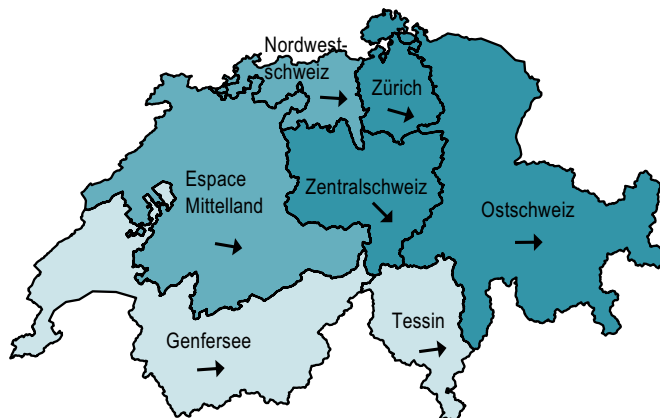 Nordwest-
schweiz
Zürich
Espace
Mittelland
Zentralschweiz
Ostschweiz
Genfersee
Tessin